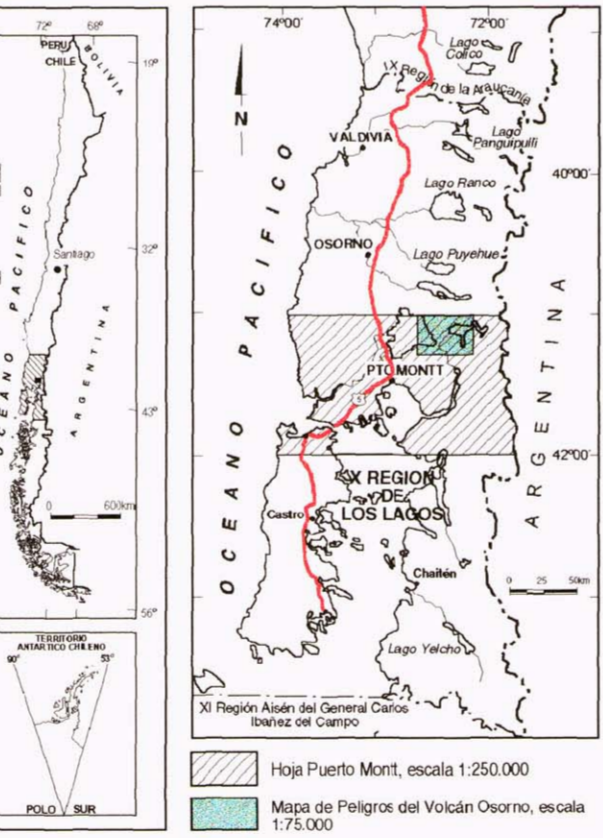 72°
68°
PERU
CHILE
BOLIVIA
19°
OCEANO PACIFICO
Santiago
32°
ARGENTINA
43°
0
600km
56°
TERRITORIO
ANTARTICO CHILENO
90°
53°
POLO
SUR
74°00'
72°00'
N
Lago
Colico
IX Región de la Araucanía
VALDIVIA
Lago
Panguipulli
40°00'
Lago Ranco
OSORNO
Lago Puyehue
OCEANO PACIFICO
ARGENTINA
PTO.MONTT
5
42°00'
X REGION
DE
LOS LAGOS
Castro
Chaitén
0 25 50km
Lago Yelcho
XI Región Aisén del General Carlos
Ibañez del Campo
Hoja Puerto Montt, escala 1:250.000
Mapa de Peligros del Volcán Osorno, escala
1:75.000